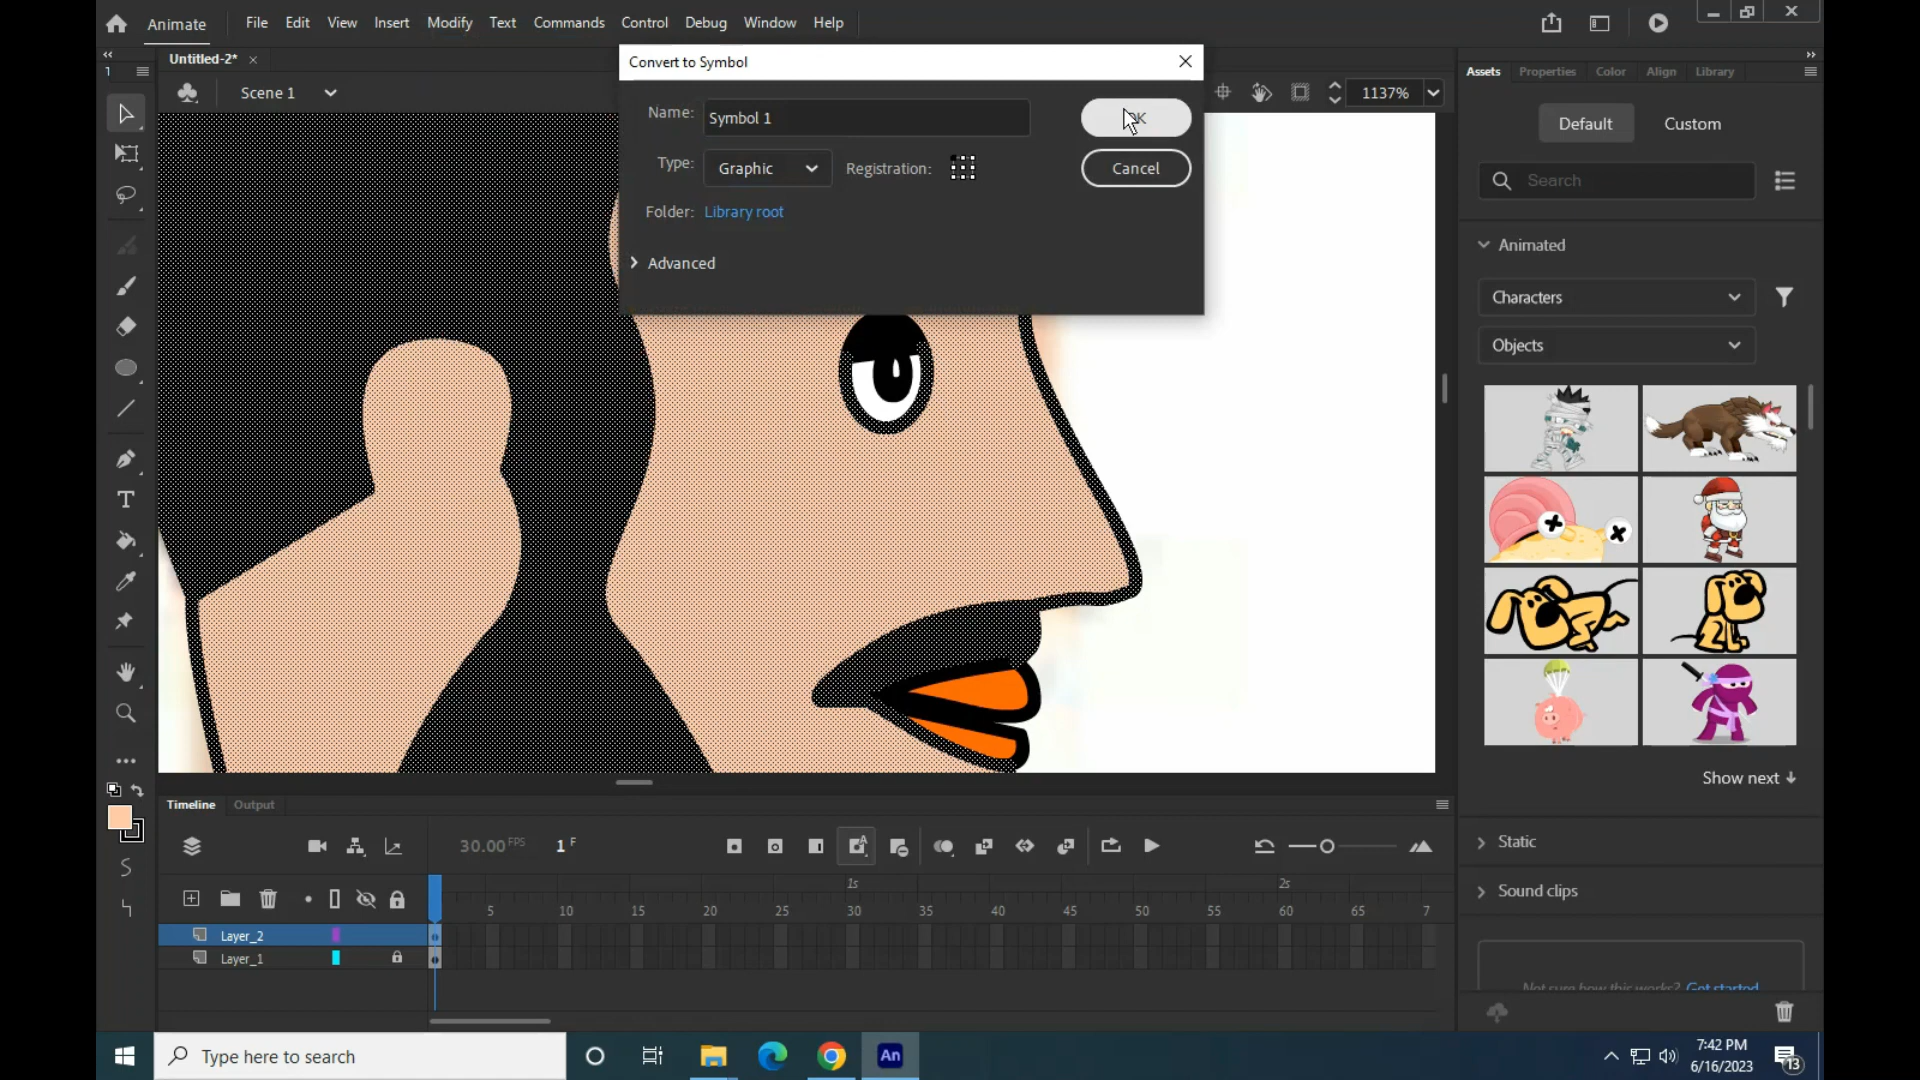 Animate File Edit View Insert Modify Text Commands Control Debug Window Help
Untitled-2*
Convert to Symbol
Assets Properties Color Align Library
Scene 1
1137%
Name: Symbol 1
Cancel
Default Custom
Type: Graphic Registration:
Search
Folder: Library root
Advanced
Animated
Characters
Objects
Show next
Static
Sound clips
Not sure how this works? Get started
Timeline Output
30.00 FPS 1 F
1s 2s
5 10 15 20 25 30 35 40 45 50 55 60 65 7
Layer_2
Layer_1
Type here to search
An
7:42 PM
6/16/2023
13
1